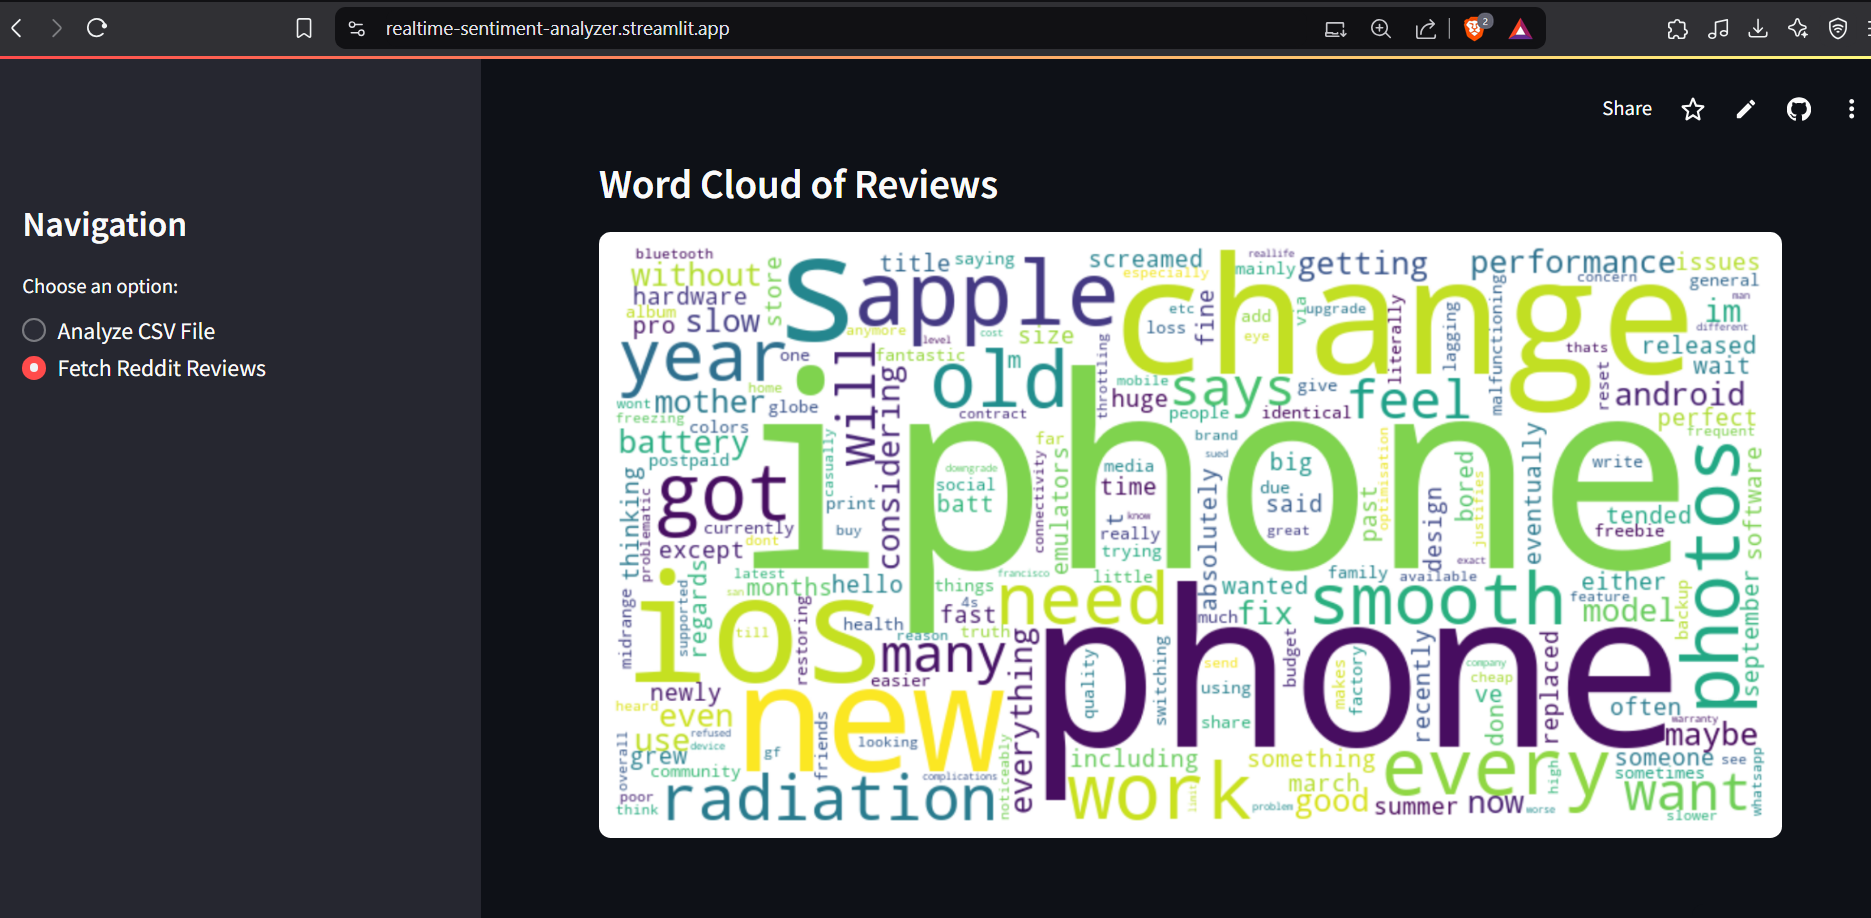 realtime-sentiment-analyzer.streamlit.app
2
Share
Navigation
Choose an option:
Analyze CSV File
Fetch Reddit Reviews
Word Cloud of Reviews
bluetooth
without
hardware
album
pro
slow
store
s
title
saying
apple
screamed
especially
reallife
mainly
getting
performance
issues
concern
general
man
im
different
change
etc
loss
fine
add
eye
via
upgrade
literally
lagging
malfunctioning
thats
released
wait
reset
android
perfect
frequent
year
one
anymore
level
cost
size
fantastic
home
mother
globe
wont
freezing
colors
battery
postpaid
will
considering
old
m
contract
throttling
mobile
huge
says
people
give
identical
feel
iphone
thinking
problematic
got
currently
except
dont
casually
print
buy
downgrade
social
batt
far
connectivity
emulators
brand
sued
media
time
t
know
really
trying
absolutely
big
due
said
great
past
optimisation
design
bored
justifies
exact
eventually
write
tended
freebie
photos
software
september
latest
san
months
hello
things
francisco
little
4s
fast
need
wanted
family
available
much
fix
smooth
either
feature
model
backup
midrange
supported
regards
till
ios
restoring
health
reason
truth
many
easier
everything
phone
newly
heard
even
use
refused
device
grew
gf
overall
community
poor
think
friends
new
looking
complications
noticeably
radiation
quality
switching
send
using
share
budget
makes
factory
recently
company
cheap
ve
done
replaced
often
warranty
maybe
including
work
limit
something
march
problem
good
summer
every
now
high
worse
someone
see
sometimes
want
slower
whatsapp